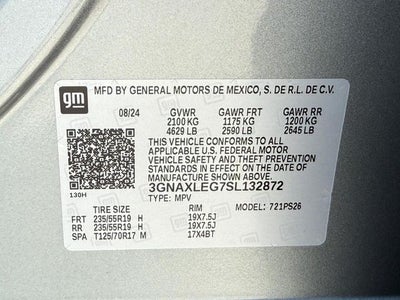 gm
MFD BY GENERAL MOTORS DE MEXICO, S. DE R.L. DE C.V.
08/24 GVWR GAWR FRT GAWR RR
2100 KG 1175 KG 1200 KG
4629 LB 2590 LB 2645 LB
THIS VEHICLE CONFORMS TO ALL
APPLICABLE U.S. FEDERAL MOTOR
VEHICLE SAFETY AND THEFT PREVENTION
STANDARDS IN EFFECT ON THE DATE OF
MANUFACTURE SHOWN ABOVE.
3GNAXLEG7SL132872
130H TYPE: MPV
TIRE SIZE RIM MODEL: 721PS26
FRT 235/55R19 H 19X7.5J
RR 235/55R19 H 19X7.5J
SPA T125/70R17 M 17X4BT